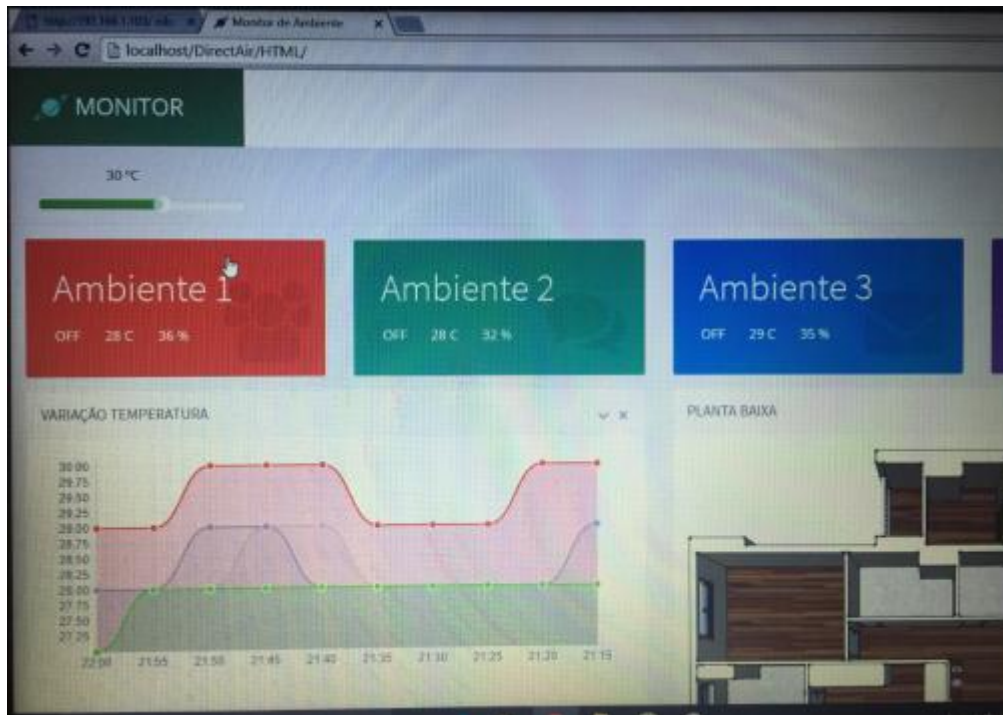 Monitor de Ambiente
localhost/DirectAir/HTML/
MONITOR
30 ºC
Ambiente 1
OFF 28 C 36 %
Ambiente 2
OFF 28 C 32 %
Ambiente 3
OFF 29 C 35 %
VARIAÇÃO TEMPERATURA
PLANTA BAIXA
30.00
29.75
29.50
29.25
29.00
28.75
28.50
28.25
28.00
27.75
27.50
27.25
22:00 21:55 21:50 21:45 21:40 21:35 21:30 21:25 21:20 21:15